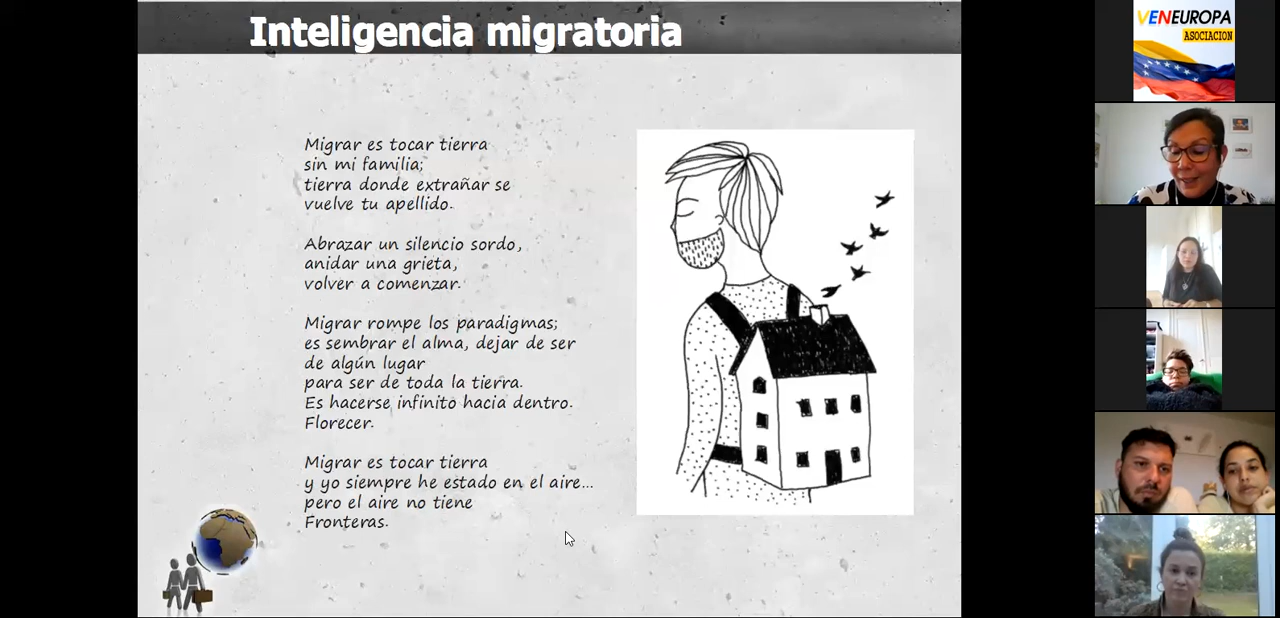 Inteligencia migratoria
Migrar es tocar tierra
sin mi familia;
tierra donde extrañar se
vuelve tu apellido.
Abrazar un silencio sordo,
anidar una grieta,
volver a comenzar.
Migrar rompe los paradigmas;
es sembrar el alma, dejar de ser
de algún lugar
para ser de toda la tierra.
Es hacerse infinito hacia dentro.
Florecer.
Migrar es tocar tierra
y yo siempre he estado en el aire...
pero el aire no tiene
Fronteras.
VENEUROPA
ASOCIACION